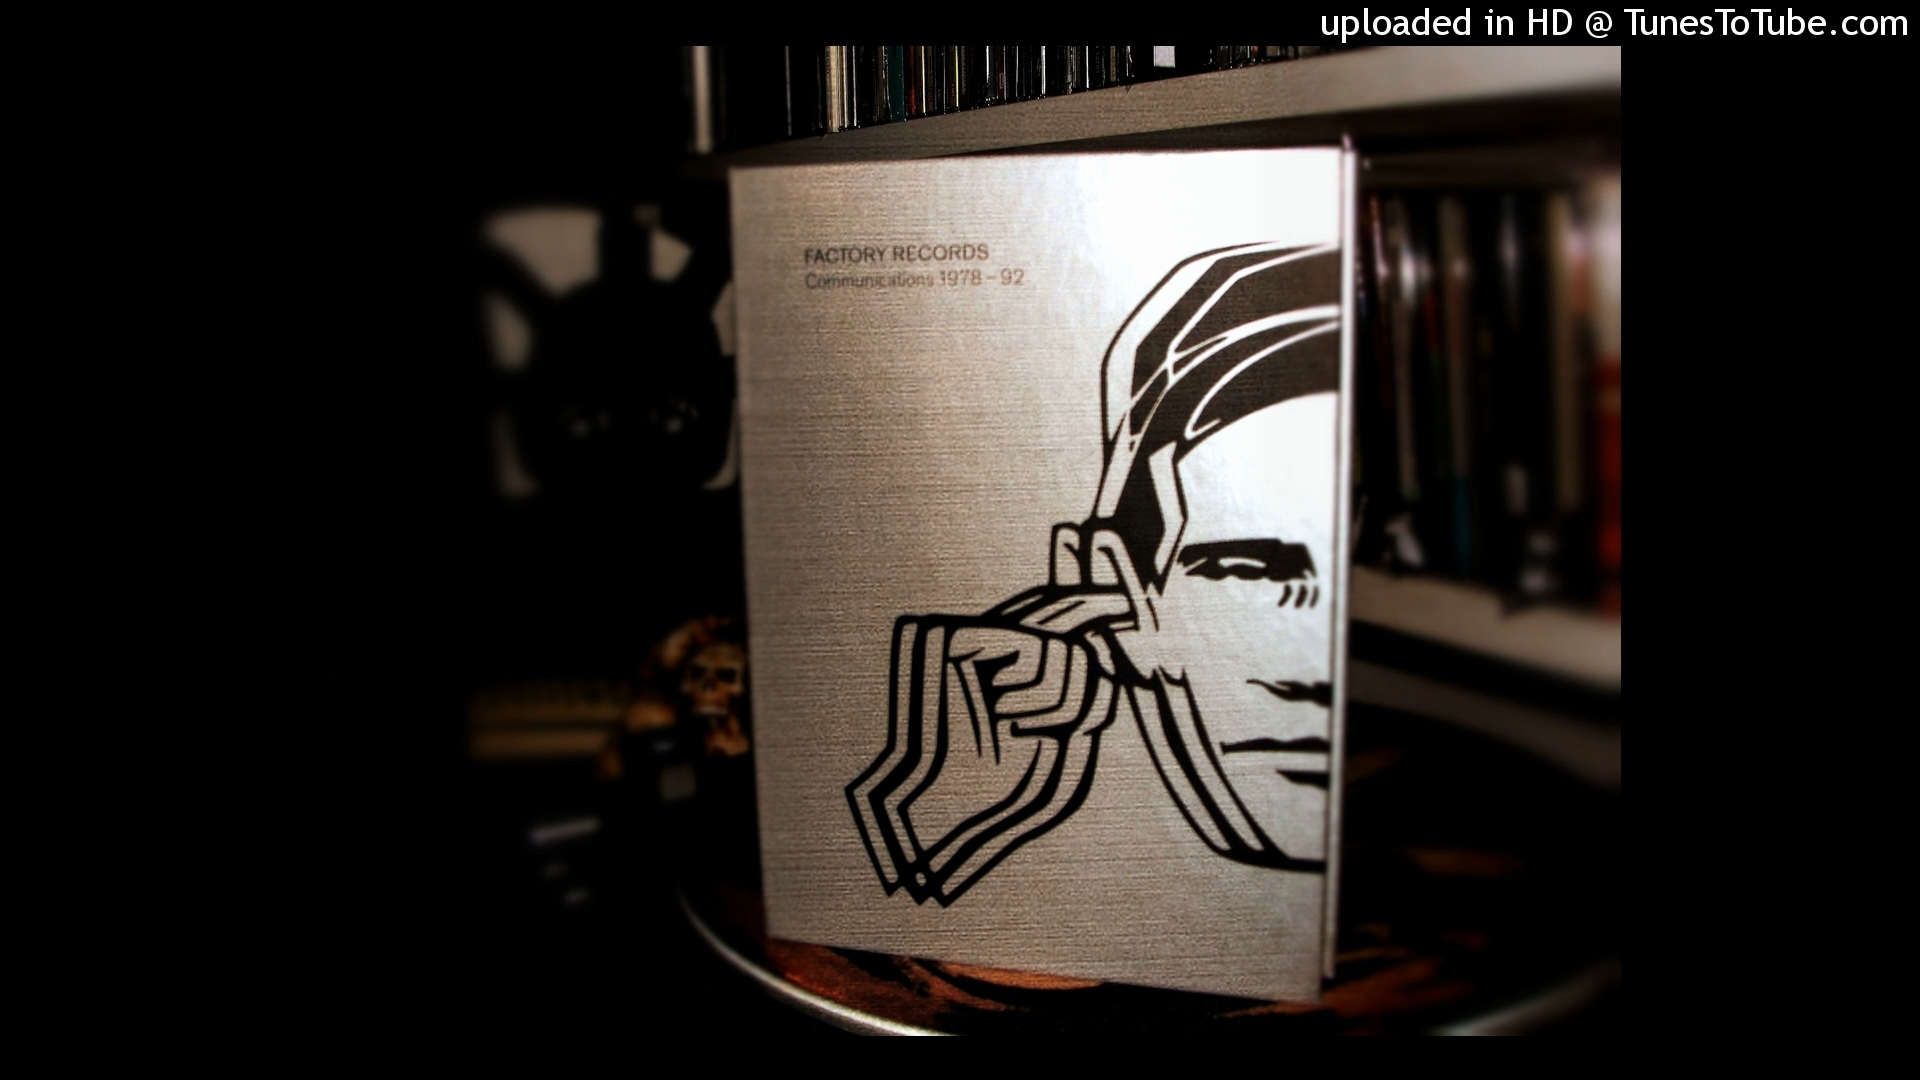 uploaded in HD @ TunesToTube.com
FACTORY RECORDS
Communications 1978 – 92